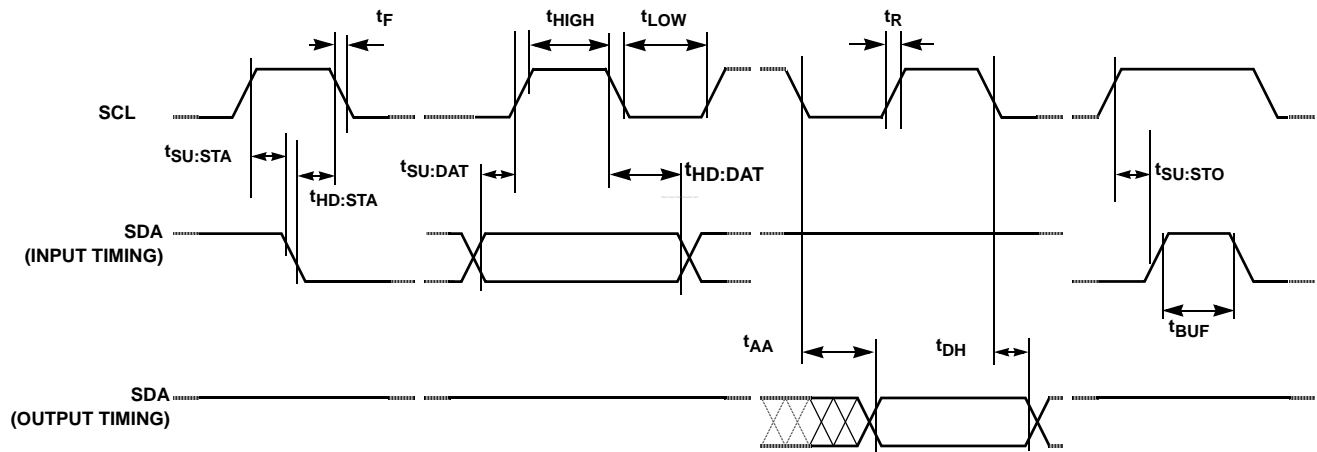 tF
tHIGH
tLOW
tR
SCL
tSU:STA
tHD:STA
tSU:DAT
tHD:DAT
tSU:STO
SDA
(INPUT TIMING)
tBUF
tAA
tDH
SDA
(OUTPUT TIMING)